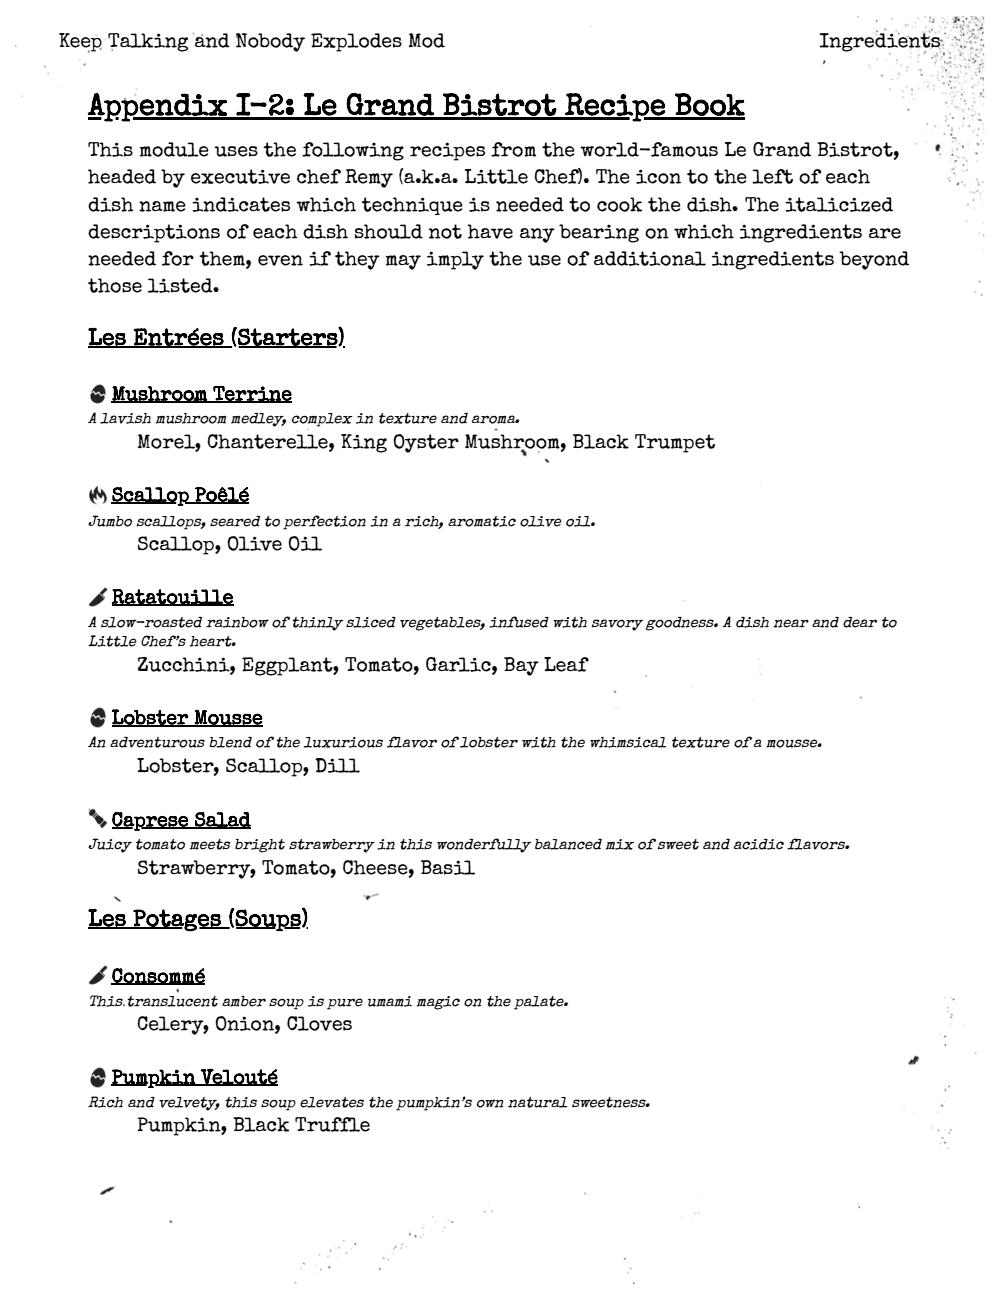 Keep Talking and Nobody Explodes Mod
Ingredients
Appendix I-2: Le Grand Bistrot Recipe Book
This module uses the following recipes from the world-famous Le Grand Bistrot,
headed by executive chef Remy (a.k.a. Little Chef). The icon to the left of each
dish name indicates which technique is needed to cook the dish. The italicized
descriptions of each dish should not have any bearing on which ingredients are
needed for them, even if they may imply the use of additional ingredients beyond
those listed.
Les Entrées (Starters)
Mushroom Terrine
A lavish mushroom medley, complex in texture and aroma.
Morel, Chanterelle, King Oyster Mushroom, Black Trumpet
Scallop Poêlé
Jumbo scallops, seared to perfection in a rich, aromatic olive oil.
Scallop, Olive Oil
Ratatouille
A slow-roasted rainbow of thinly sliced vegetables, infused with savory goodness. A dish near and dear to
Little Chef's heart.
Zucchini, Eggplant, Tomato, Garlic, Bay Leaf
Lobster Mousse
An adventurous blend of the luxurious flavor of lobster with the whimsical texture of a mousse.
Lobster, Scallop, Dill
Caprese Salad
Juicy tomato meets bright strawberry in this wonderfully balanced mix of sweet and acidic flavors.
Strawberry, Tomato, Cheese, Basil
Les Potages (Soups)
Consommé
This translucent amber soup is pure umami magic on the palate.
Celery, Onion, Cloves
Pumpkin Velouté
Rich and velvety, this soup elevates the pumpkin's own natural sweetness.
Pumpkin, Black Truffle